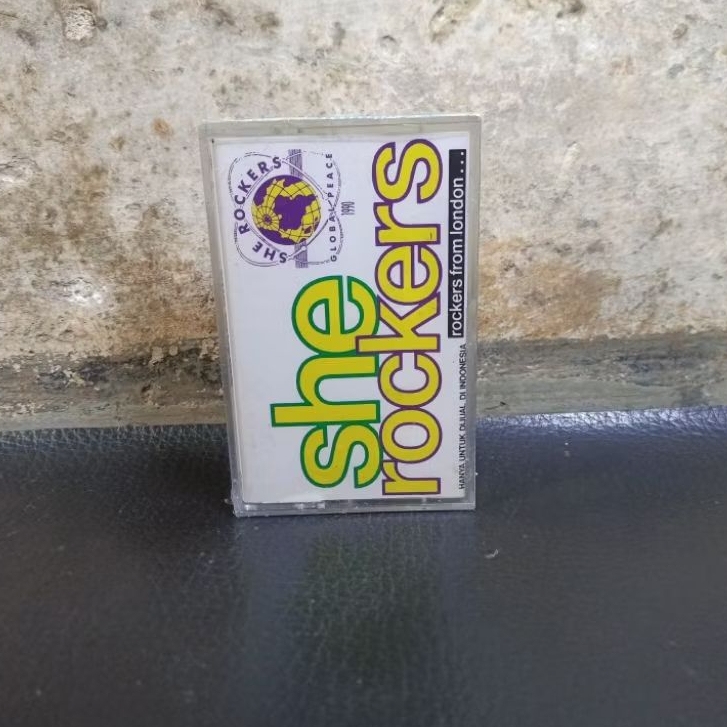 SHE ROCKERS
GLOBAL PEACE
1990
she
rockers
HANYA UNTUK DIJUAL DI INDONESIA
rockers from london...